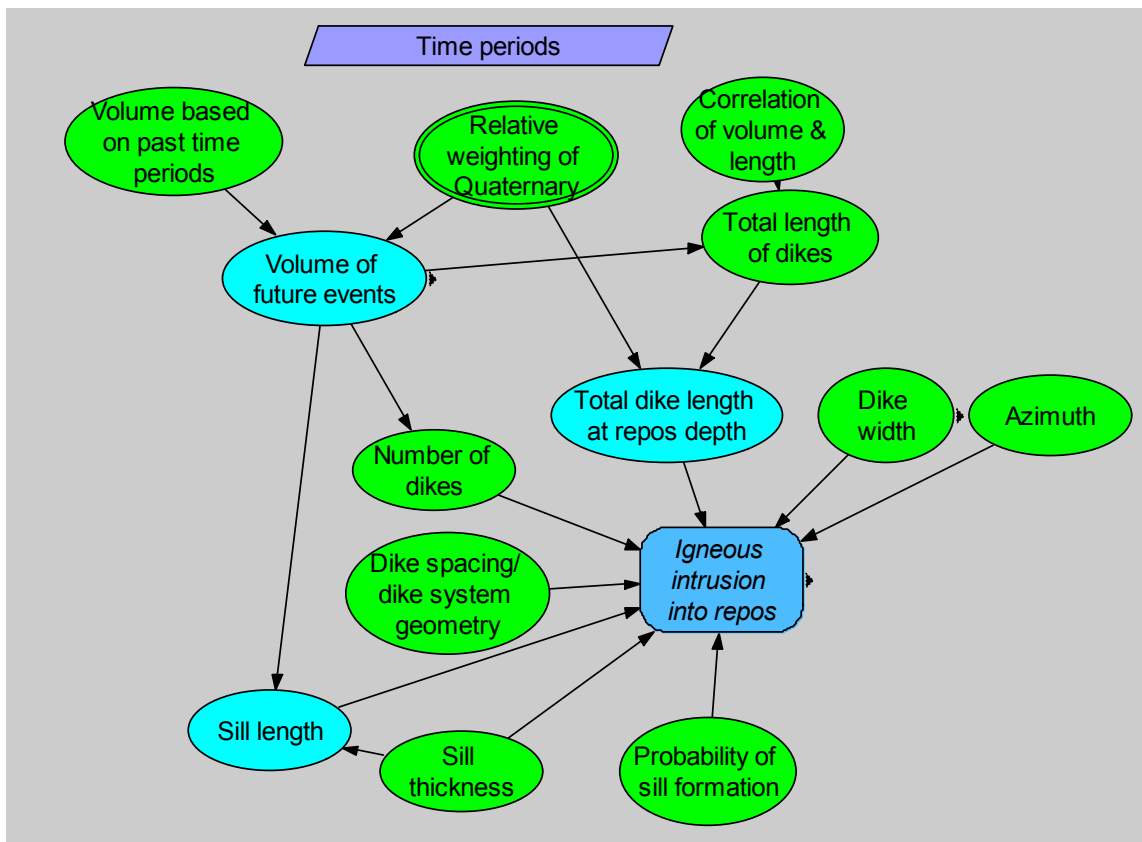 Time periods
Volume based
on past time
periods
Relative
weighting of
Quaternary
Correlation
of volume &
length
Total length
of dikes
Volume of
future events
Total dike length
at repos depth
Dike
width
Azimuth
Number of
dikes
Dike spacing/
dike system
geometry
Igneous
intrusion
into repos
Sill length
Sill
thickness
Probability of
sill formation